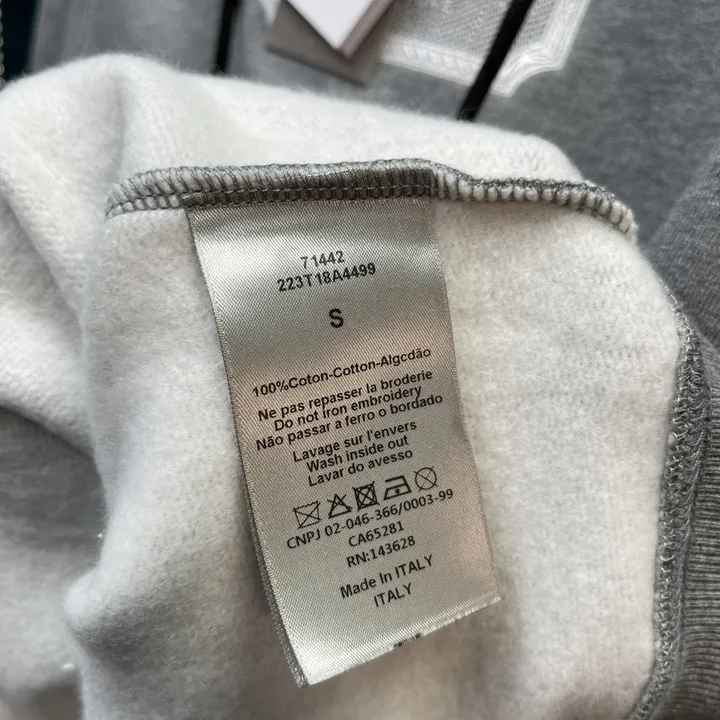 71442
223T18A4499
S
100%Coton-Cotton-Algcdão
Ne pas repasser la broderie
Do not iron embroidery
Não passar a ferro o bordado
Lavage sur l'envers
Wash inside out
Lavar do avesso
CNPJ 02-046-366/0003-99
CA65281
RN:143628
Made In ITALY
ITALY